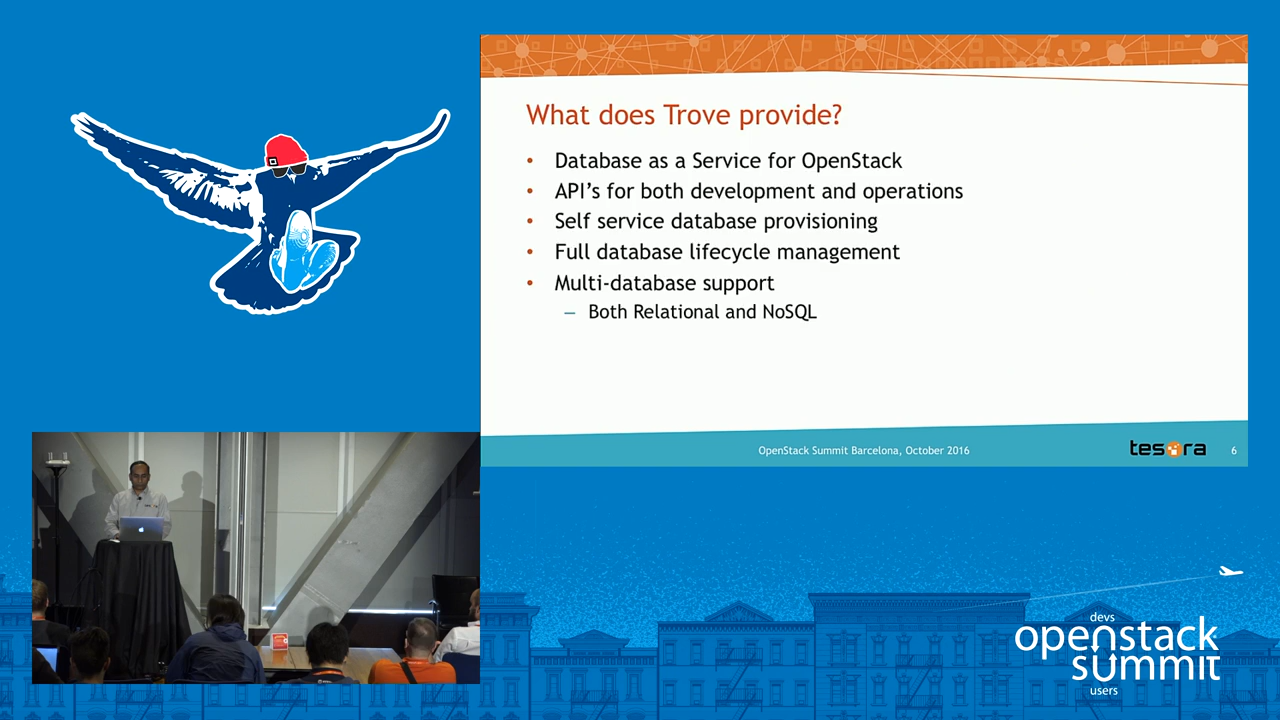 What does Trove provide?
• Database as a Service for OpenStack
• API’s for both development and operations
• Self service database provisioning
• Full database lifecycle management
• Multi-database support
– Both Relational and NoSQL
OpenStack Summit Barcelona, October 2016
tesora
6
devs
openstack
summit
users